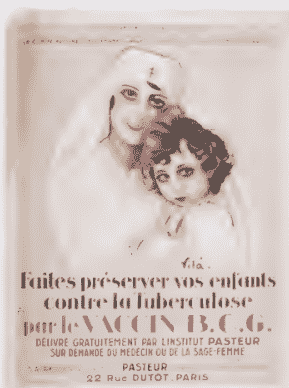 Vilá.
Faites préserver vos enfants
contre la Tuberculose
par le VACCIN B.C.G.
DÉLIVRÉ GRATUITEMENT PAR L'INSTITUT PASTEUR
SUR DEMANDE DU MÉDECIN OU DE LA SAGE-FEMME
PASTEUR
22 RUE DUTOT, PARIS